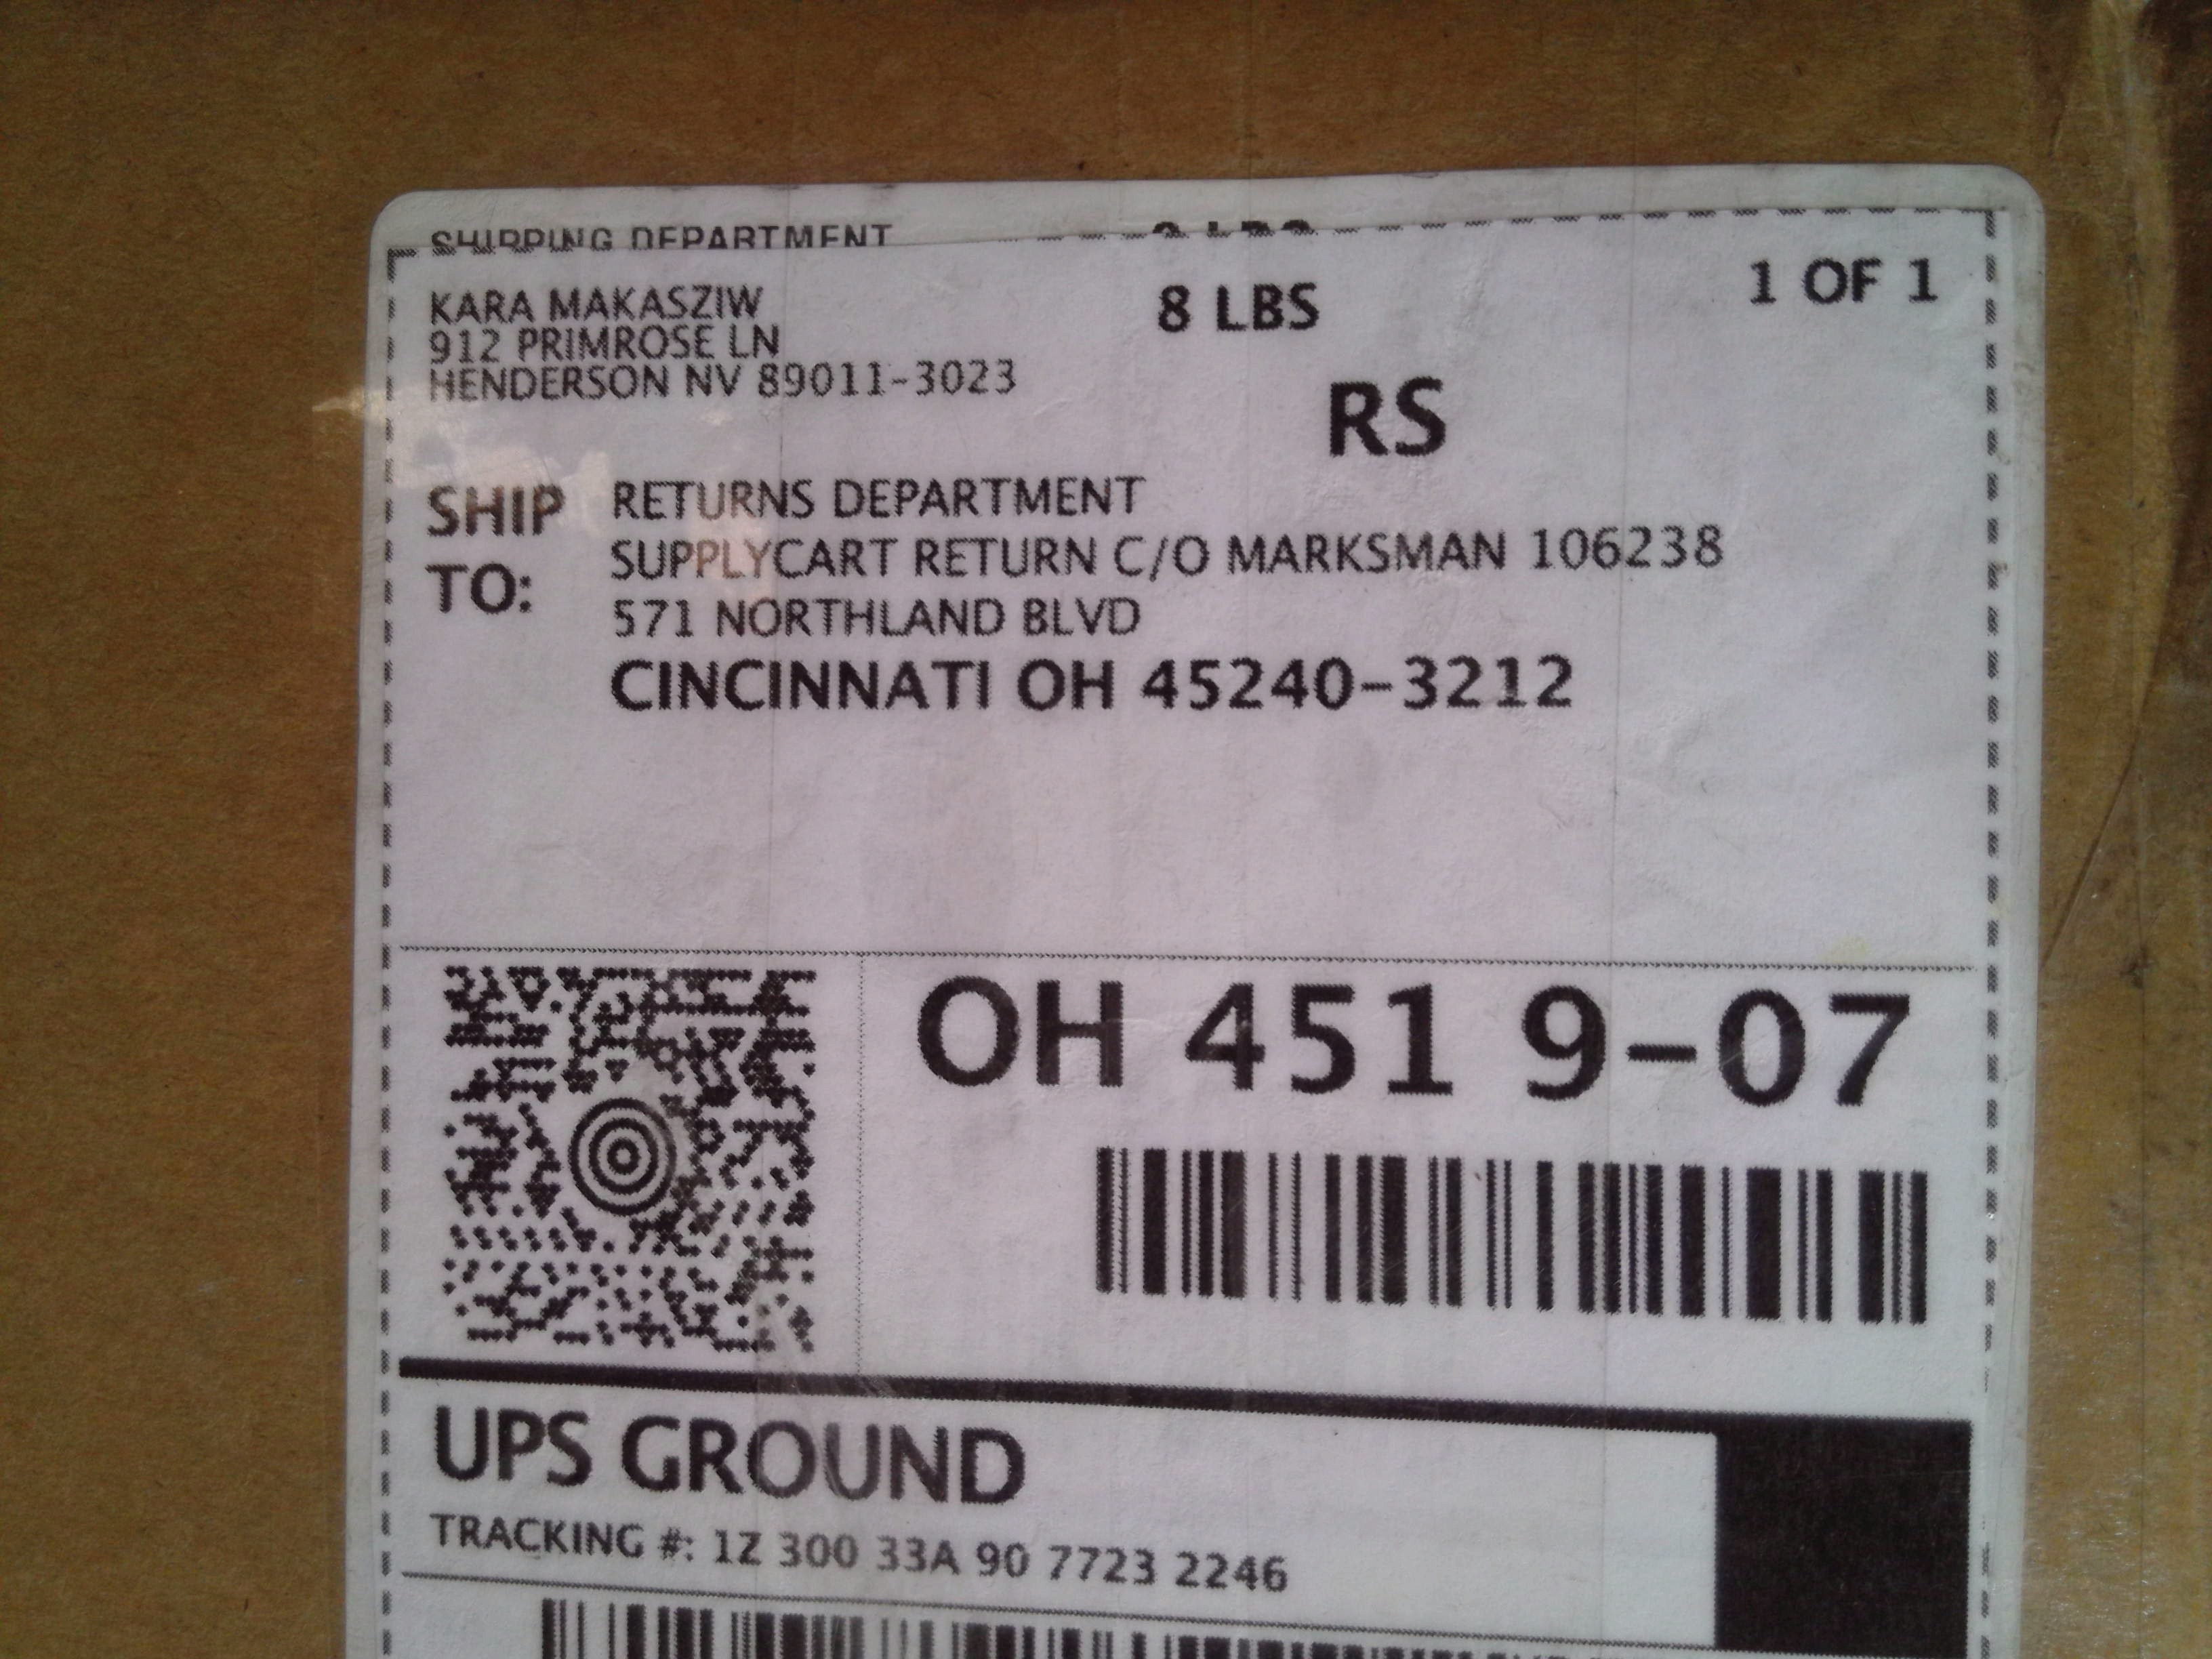 SHIPPING DEPARTMENT
KARA MAKASZIW
912 PRIMROSE LN
HENDERSON NV 89011-3023
8 LBS
1 OF 1
RS
SHIP TO:
RETURNS DEPARTMENT
SUPPLYCART RETURN C/O MARKSMAN 106238
571 NORTHLAND BLVD
CINCINNATI OH 45240-3212
OH 451 9-07
UPS GROUND
TRACKING #: 1Z 300 33A 90 7723 2246